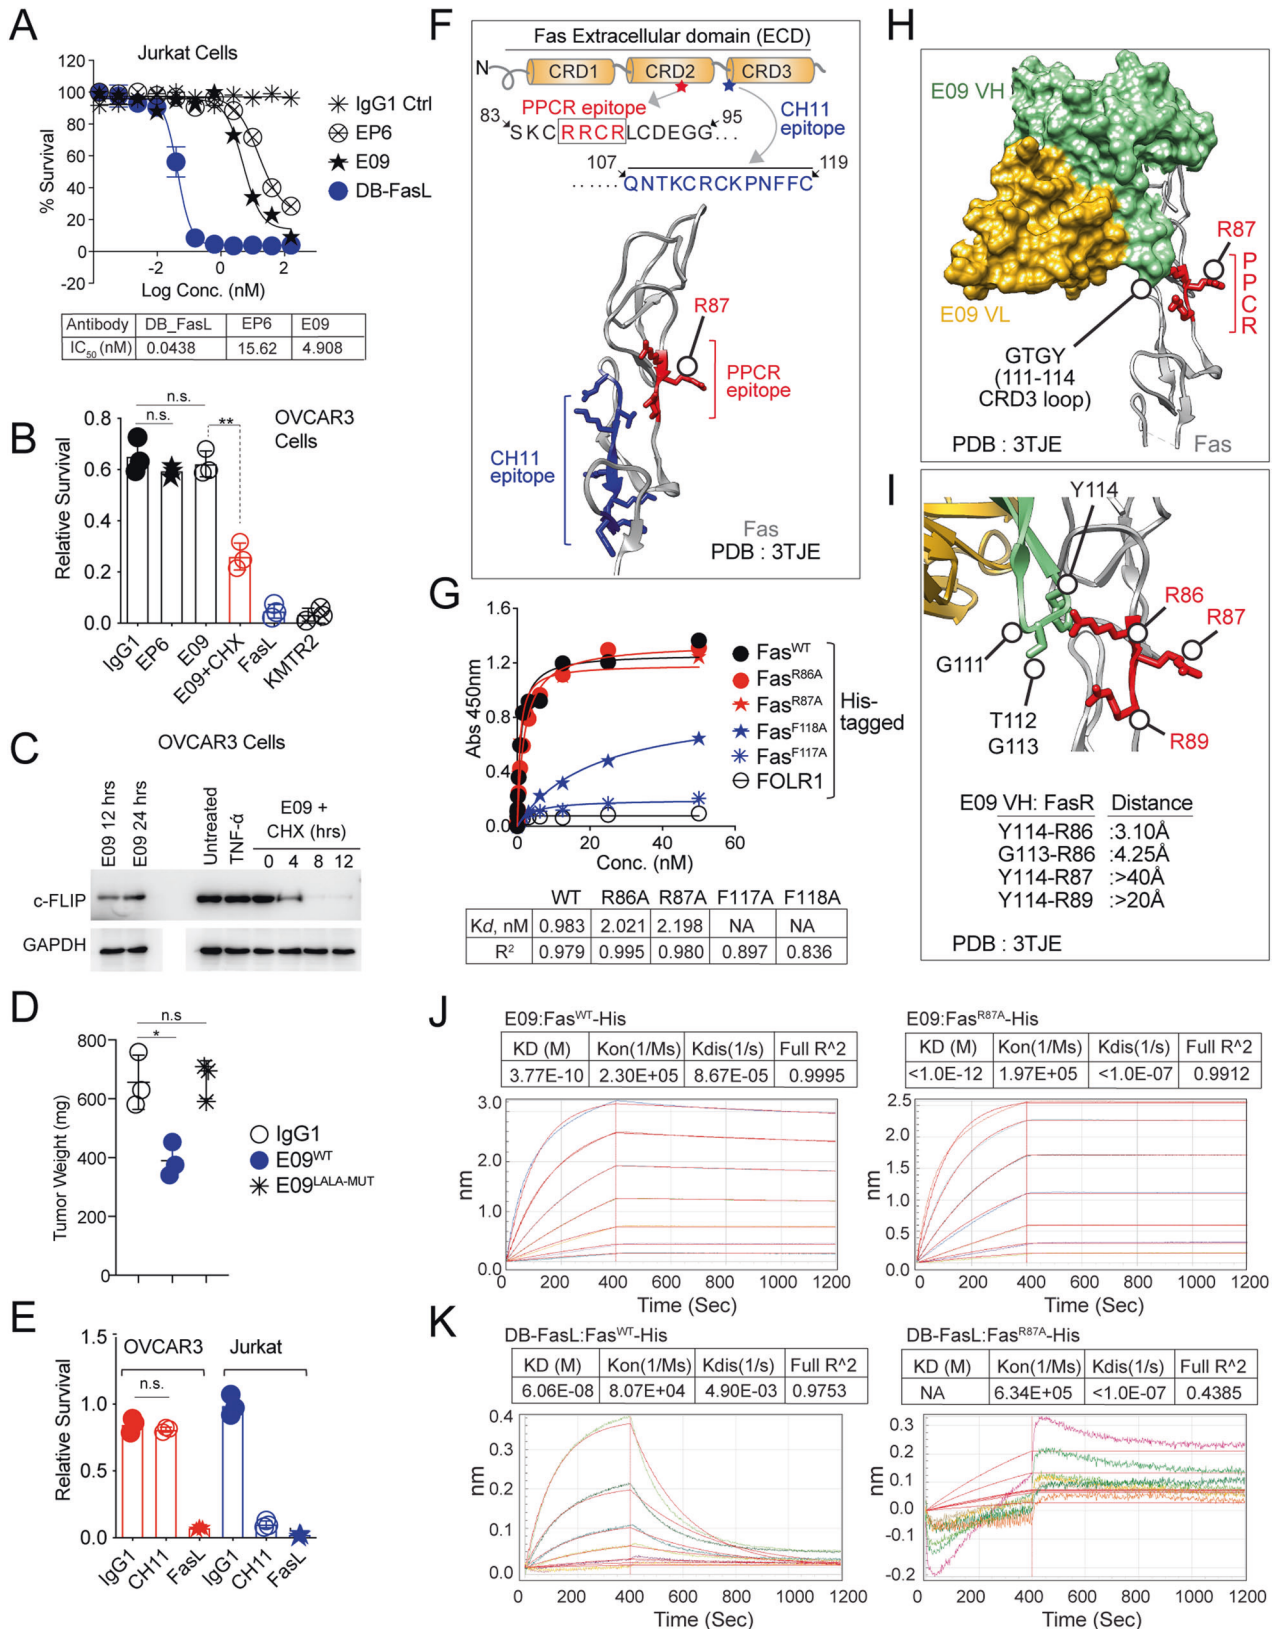 A
Jurkat Cells
120
100
80
60
40
20
0
-20
% Survival
-2
0
2
Log Conc. (nM)
IgG1 Ctrl
EP6
E09
DB-FasL
Antibody DB_FasL EP6 E09
IC50 (nM) 0.0438 15.62 4.908
B
OVCAR3
Cells
n.s.
n.s.
**
0.8
0.6
0.4
0.2
0.0
Relative Survival
IgG1
EP6
E09
E09+CHX
FasL
KMTR2
C
OVCAR3 Cells
E09 12 hrs
E09 24 hrs
Untreated
TNF-α
E09 +
CHX (hrs)
0 4 8 12
c-FLIP
GAPDH
D
n.s
*
800
600
400
200
0
Tumor Weight (mg)
IgG1
E09WT
E09LALA-MUT
E
1.5
1.0
0.5
0.0
Relative Survival
OVCAR3 Jurkat
n.s.
IgG1
CH11
FasL
IgG1
CH11
FasL
F
Fas Extracellular domain (ECD)
N
CRD1 CRD2 CRD3
PPCR epitope
CH11
epitope
83 95
SKCRRCRLCDEGG...
107 119
......QNTKCRCKPNFFC
R87
PPCR
epitope
CH11
epitope
Fas
PDB : 3TJE
G
1.6
1.2
0.8
0.4
0.0
Abs 450nm
0 20 40 60
Conc. (nM)
FasWT
FasR86A
FasR87A
FasF118A
FasF117A
FOLR1
His-
tagged
WT R86A R87A F117A F118A
Kd, nM 0.983 2.021 2.198 NA NA
R2 0.979 0.995 0.980 0.897 0.836
H
E09 VH
E09 VL
R87
P
P
C
R
GTGY
(111-114
CRD3 loop)
PDB : 3TJE
Fas
I
Y114
R86
R87
G111
T112
G113
R89
E09 VH: FasR Distance
Y114-R86 :3.10Å
G113-R86 :4.25Å
Y114-R87 :>40Å
Y114-R89 :>20Å
PDB : 3TJE
J
E09:FasWT-His
KD (M) Kon(1/Ms) Kdis(1/s) Full R^2
3.77E-10 2.30E+05 8.67E-05 0.9995
3.0
2.0
1.0
0.0
nm
0 200 400 600 800 1000 1200
Time (Sec)
E09:FasR87A-His
KD (M) Kon(1/Ms) Kdis(1/s) Full R^2
<1.0E-12 1.97E+05 <1.0E-07 0.9912
2.5
2.0
1.5
1.0
0.5
0.0
nm
0 200 400 600 800 1000 1200
Time (Sec)
K
DB-FasL:FasWT-His
KD (M) Kon(1/Ms) Kdis(1/s) Full R^2
6.06E-08 8.07E+04 4.90E-03 0.9753
0.4
0.3
0.2
0.1
0.0
nm
0 200 400 600 800 1000 1200
Time (Sec)
DB-FasL:FasR87A-His
KD (M) Kon(1/Ms) Kdis(1/s) Full R^2
NA 6.34E+05 <1.0E-07 0.4385
0.3
0.2
0.1
0.0
-0.1
-0.2
nm
0 200 400 600 800 1000 1200
Time (Sec)